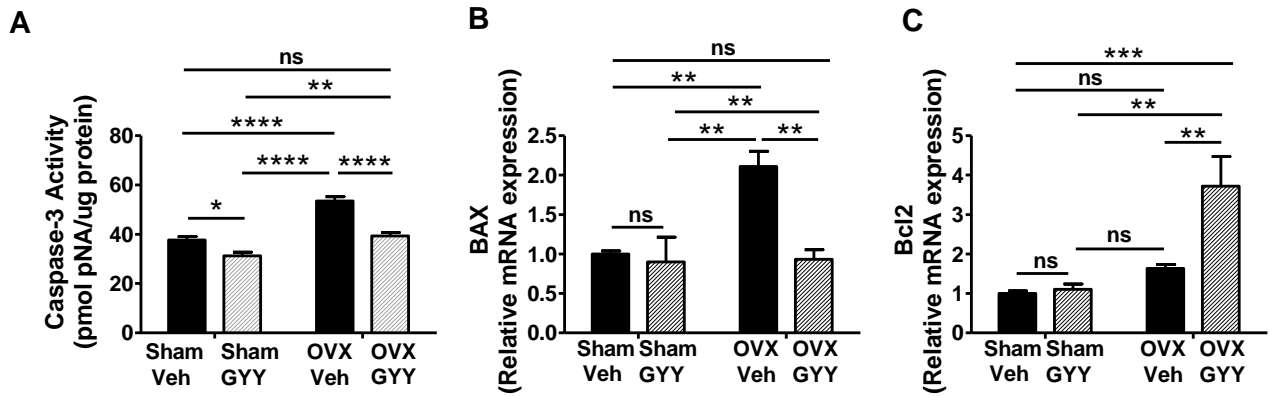 A
ns
**
****
****
****
*
Caspase-3 Activity
(pmol pNA/ug protein)
80
60
40
20
0
Sham Sham OVX OVX
Veh GYY Veh GYY
B
ns
**
**
**
**
ns
BAX
(Relative mRNA expression)
2.5
2.0
1.5
1.0
0.5
0.0
Sham Sham OVX OVX
Veh GYY Veh GYY
C
***
ns
**
**
ns
ns
Bcl2
(Relative mRNA expression)
5
4
3
2
1
0
Sham Sham OVX OVX
Veh GYY Veh GYY